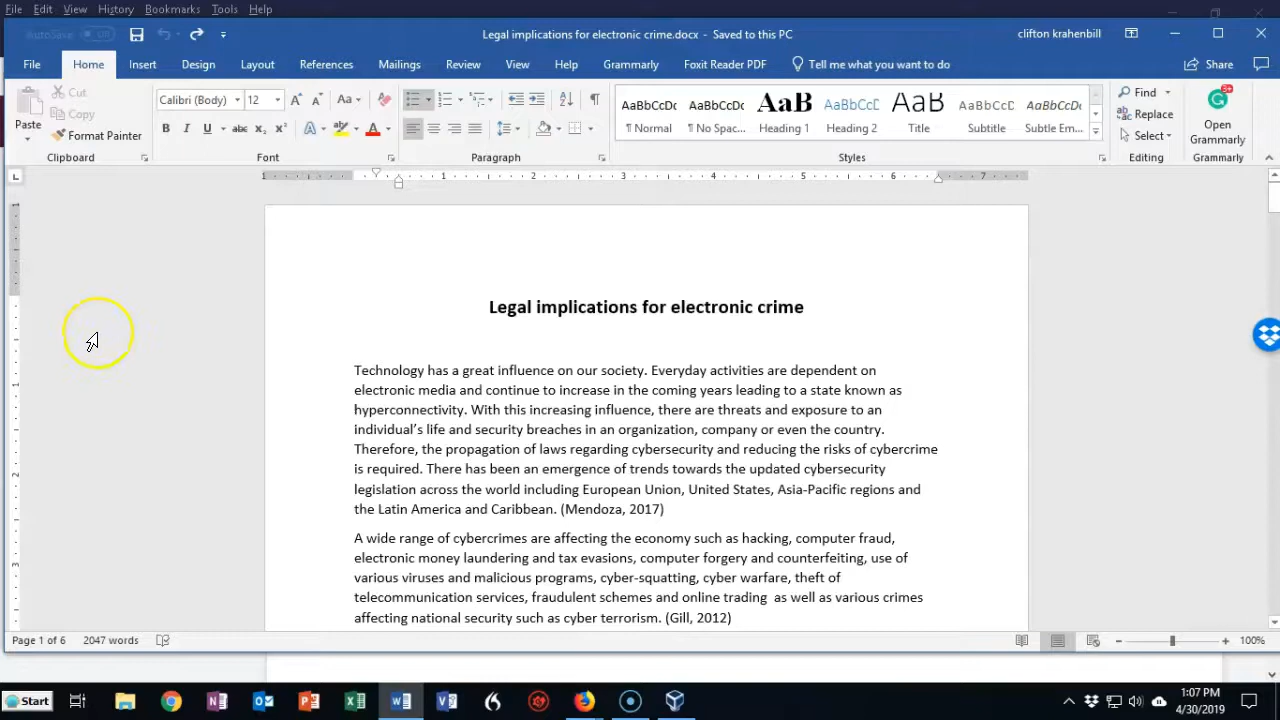 File Edit View History Bookmarks Tools Help
AutoSave Off
Legal implications for electronic crime.docx - Saved to this PC
clifton krahenbill
File Home Insert Design Layout References Mailings Review View Help Grammarly Foxit Reader PDF Tell me what you want to do Share
Paste
Cut
Copy
Format Painter
Clipboard
Calibri (Body) 12
Font
Paragraph
AaBbCcDc AaBbCcDc AaB AaBbCcD AaB AaBbCcD AaBbCcD
¶ Normal ¶ No Spac... Heading 1 Heading 2 Title Subtitle Subtle Em...
Styles
Find
Replace
Select
Editing
Open
Grammarly
Grammarly
1 1 2 3 4 5 6 7
Legal implications for electronic crime
Technology has a great influence on our society. Everyday activities are dependent on
electronic media and continue to increase in the coming years leading to a state known as
hyperconnectivity. With this increasing influence, there are threats and exposure to an
individual's life and security breaches in an organization, company or even the country.
Therefore, the propagation of laws regarding cybersecurity and reducing the risks of cybercrime
is required. There has been an emergence of trends towards the updated cybersecurity
legislation across the world including European Union, United States, Asia-Pacific regions and
the Latin America and Caribbean. (Mendoza, 2017)
A wide range of cybercrimes are affecting the economy such as hacking, computer fraud,
electronic money laundering and tax evasions, computer forgery and counterfeiting, use of
various viruses and malicious programs, cyber-squatting, cyber warfare, theft of
telecommunication services, fraudulent schemes and online trading as well as various crimes
affecting national security such as cyber terrorism. (Gill, 2012)
Page 1 of 6 2047 words 100%
Start
1:07 PM
4/30/2019